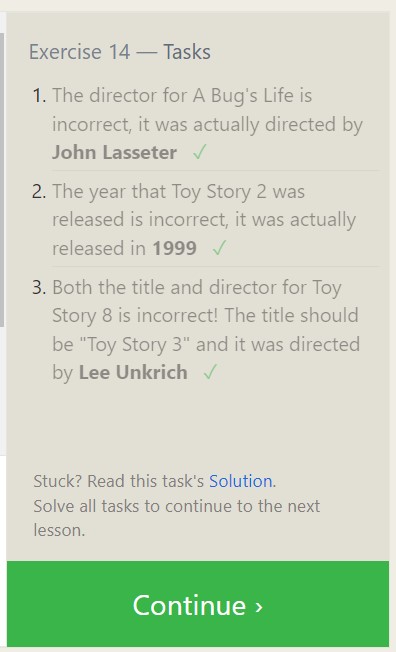 Exercise 14 — Tasks
1. The director for A Bug's Life is
incorrect, it was actually directed by
John Lasseter ✓
2. The year that Toy Story 2 was
released is incorrect, it was actually
released in 1999 ✓
3. Both the title and director for Toy
Story 8 is incorrect! The title should
be "Toy Story 3" and it was directed
by Lee Unkrich ✓
Stuck? Read this task's Solution.
Solve all tasks to continue to the next
lesson.
Continue ›